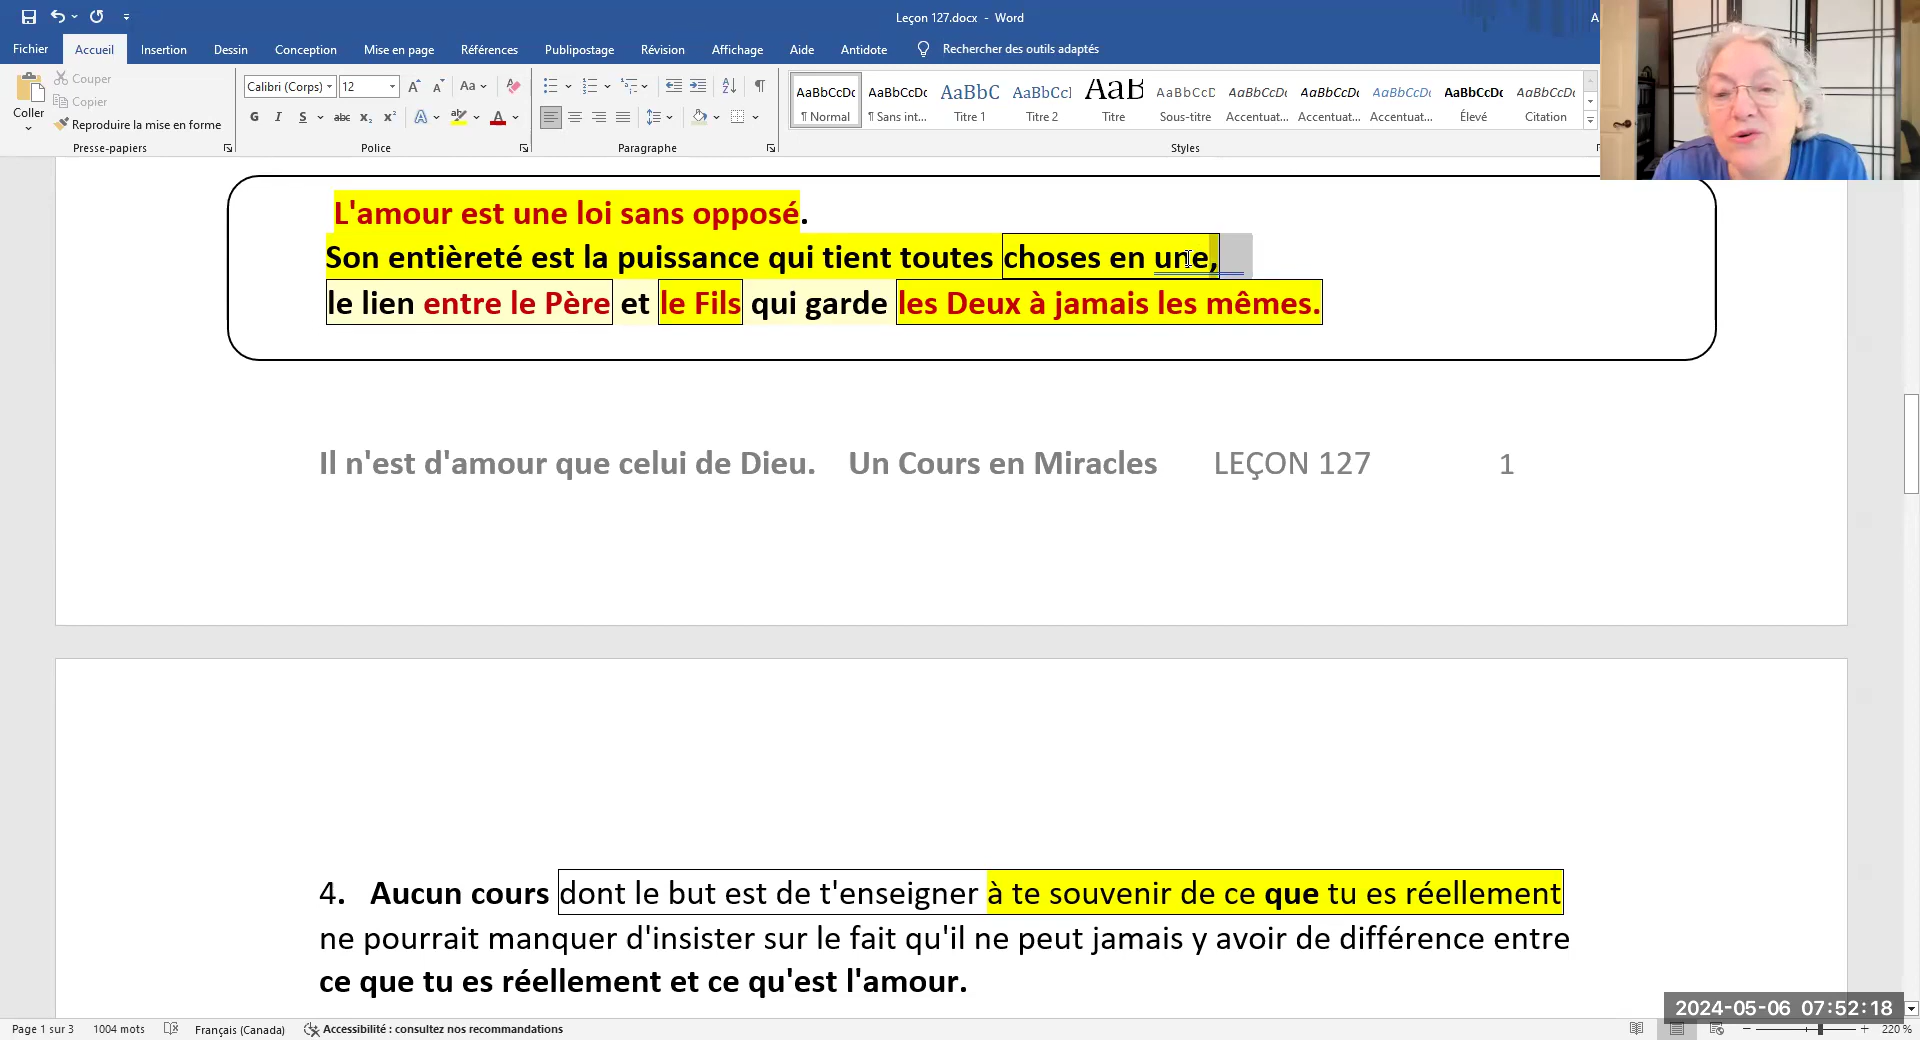 Leçon 127.docx - Word
A
Fichier Accueil Insertion Dessin Conception Mise en page Références Publipostage Révision Affichage Aide Antidote Rechercher des outils adaptés
Coller
Couper
Copier
Reproduire la mise en forme
Presse-papiers
Calibri (Corps) 12
Aa
G I S abc x₂ x² A A
Police
Paragraphe
AaBbCcDc AaBbCcDc AaBbC AaBbCcI AaB AaBbCcD AaBbCcDc AaBbCcDc AaBbCcDc AaBbCcDc AaBbCcDc
¶ Normal ¶ Sans int... Titre 1 Titre 2 Titre Sous-titre Accentuat... Accentuat... Accentuat... Élevé Citation
Styles
L'amour est une loi sans opposé.
Son entièreté est la puissance qui tient toutes choses en une,
le lien entre le Père et le Fils qui garde les Deux à jamais les mêmes.
Il n'est d'amour que celui de Dieu. Un Cours en Miracles LEÇON 127 1
4. Aucun cours dont le but est de t'enseigner à te souvenir de ce que tu es réellement
ne pourrait manquer d'insister sur le fait qu'il ne peut jamais y avoir de différence entre
ce que tu es réellement et ce qu'est l'amour.
2024-05-06 07:52:18
Page 1 sur 3 1004 mots Français (Canada) Accessibilité : consultez nos recommandations 220 %